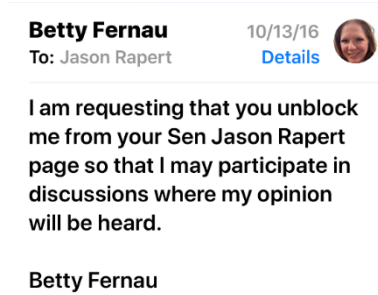 Betty Fernau 10/13/16
To: Jason Rapert Details
I am requesting that you unblock
me from your Sen Jason Rapert
page so that I may participate in
discussions where my opinion
will be heard.
Betty Fernau